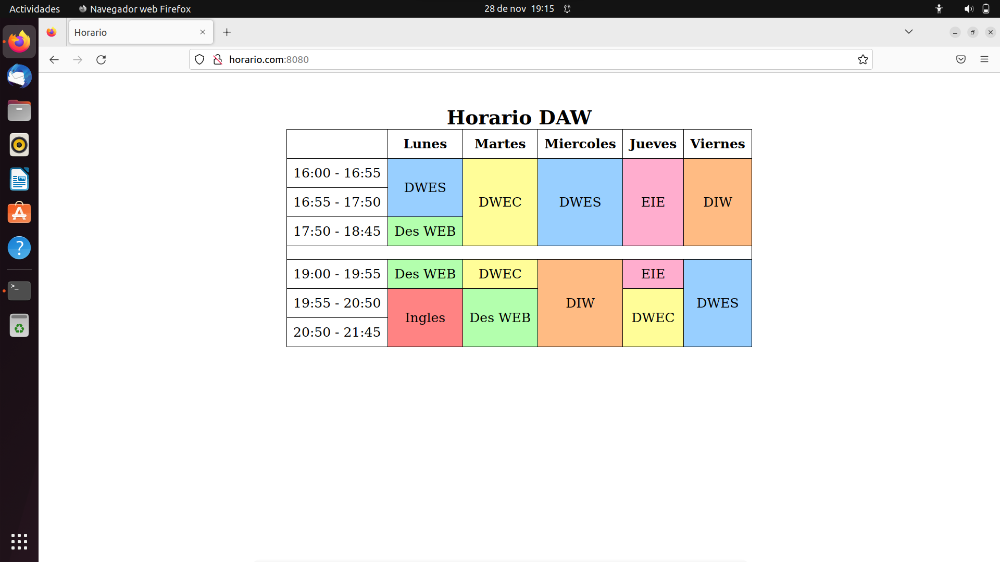 Actividades Navegador web Firefox 28 de nov 19:15
Horario
horario.com:8080
Horario DAW
Lunes Martes Miercoles Jueves Viernes
16:00 - 16:55 DWES DWEC DWES EIE DIW
16:55 - 17:50
17:50 - 18:45 Des WEB
19:00 - 19:55 Des WEB DWEC DIW EIE DWES
19:55 - 20:50 Ingles Des WEB DWEC
20:50 - 21:45